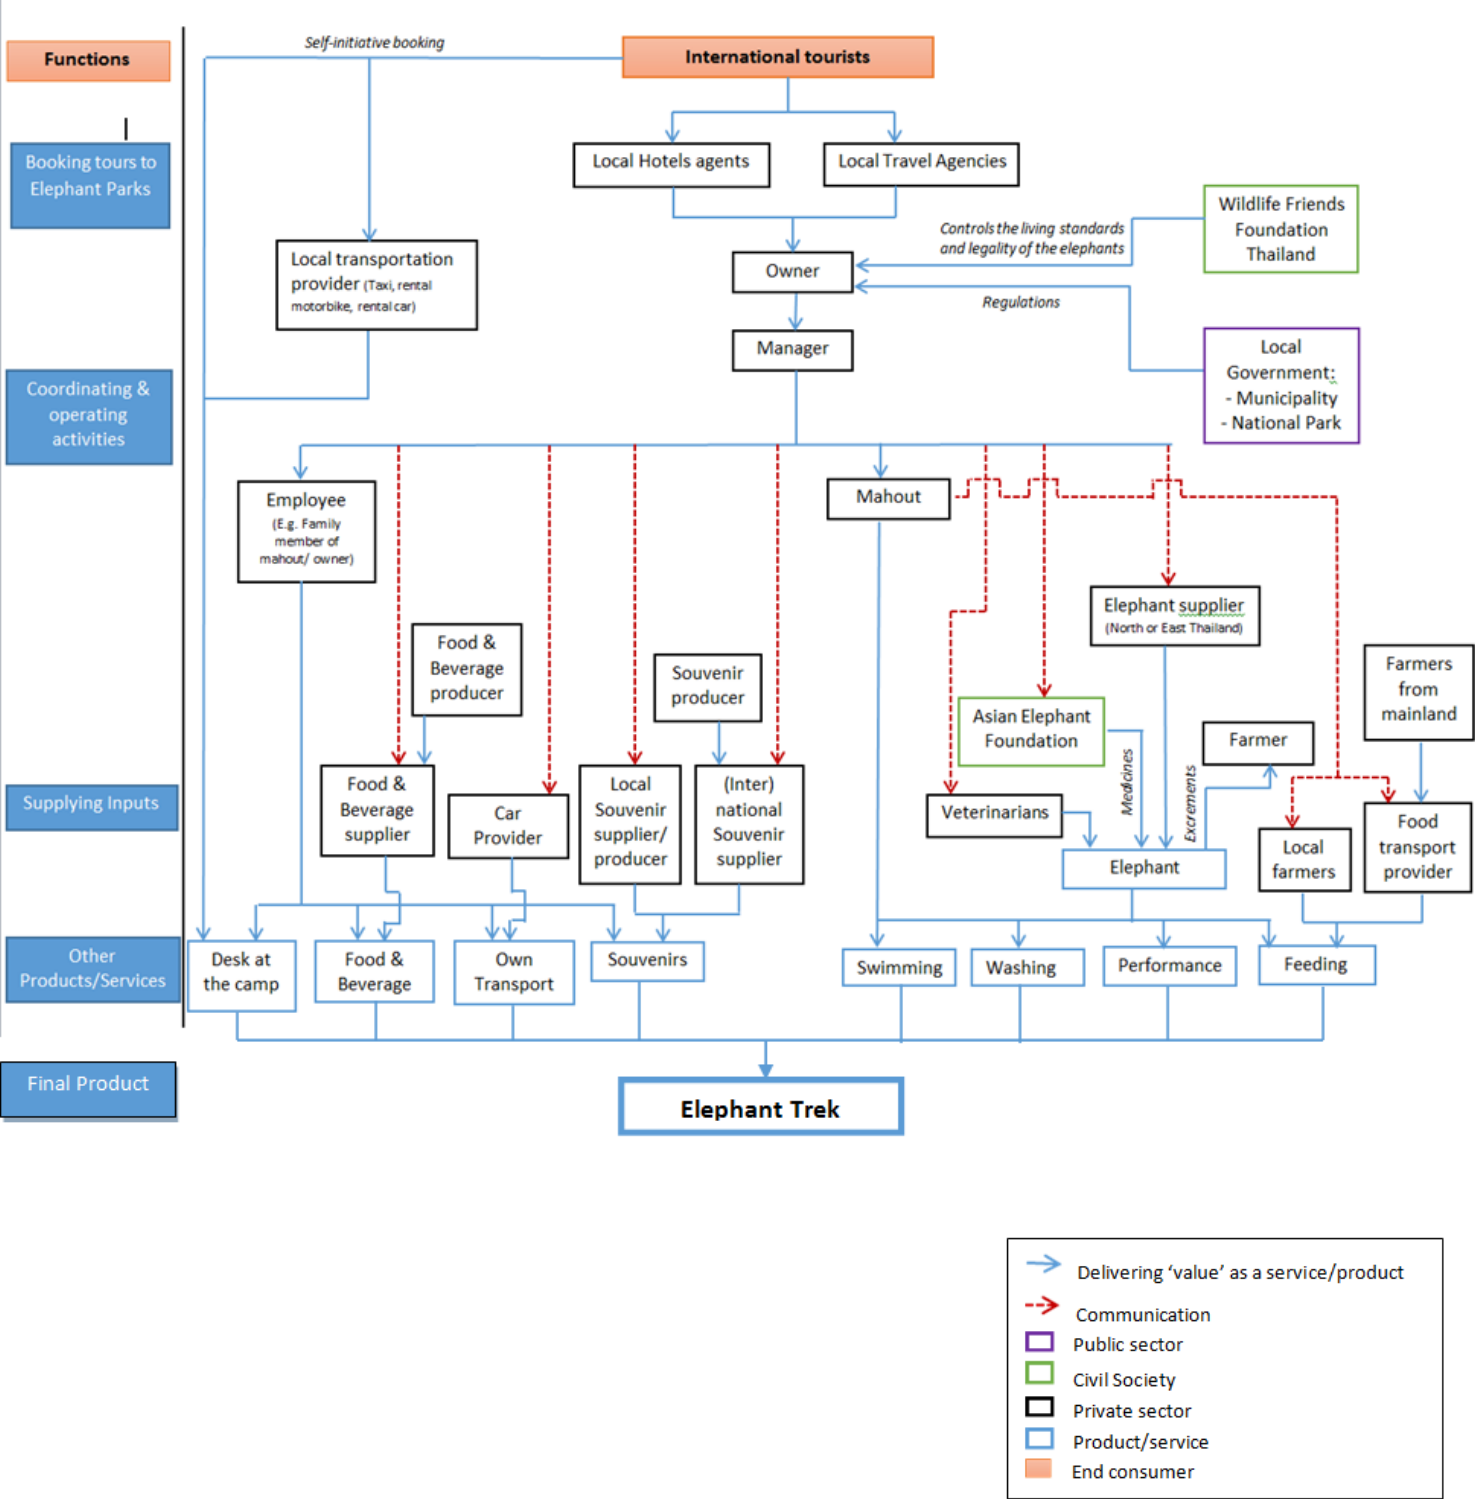 Functions
Self-initiative booking
International tourists
Booking tours to
Elephant Parks
Local Hotels agents
Local Travel Agencies
Wildlife Friends
Foundation
Thailand
Controls the living standards
and legality of the elephants
Local transportation
provider (Taxi, rental
motorbike, rental car)
Owner
Regulations
Manager
Local
Government:
- Municipality
- National Park
Coordinating &
operating
activities
Employee
(E.g. Family
member of
mahout/ owner)
Mahout
Elephant supplier
(North or East Thailand)
Food &
Beverage
producer
Souvenir
producer
Farmers
from
mainland
Asian Elephant
Foundation
Farmer
Medicines
Excrements
Supplying Inputs
Food &
Beverage
supplier
Car
Provider
Local
Souvenir
supplier/
producer
(Inter)
national
Souvenir
supplier
Veterinarians
Elephant
Local
farmers
Food
transport
provider
Other
Products/Services
Desk at
the camp
Food &
Beverage
Own
Transport
Souvenirs
Swimming
Washing
Performance
Feeding
Final Product
Elephant Trek
Delivering ‘value’ as a service/product
Communication
Public sector
Civil Society
Private sector
Product/service
End consumer